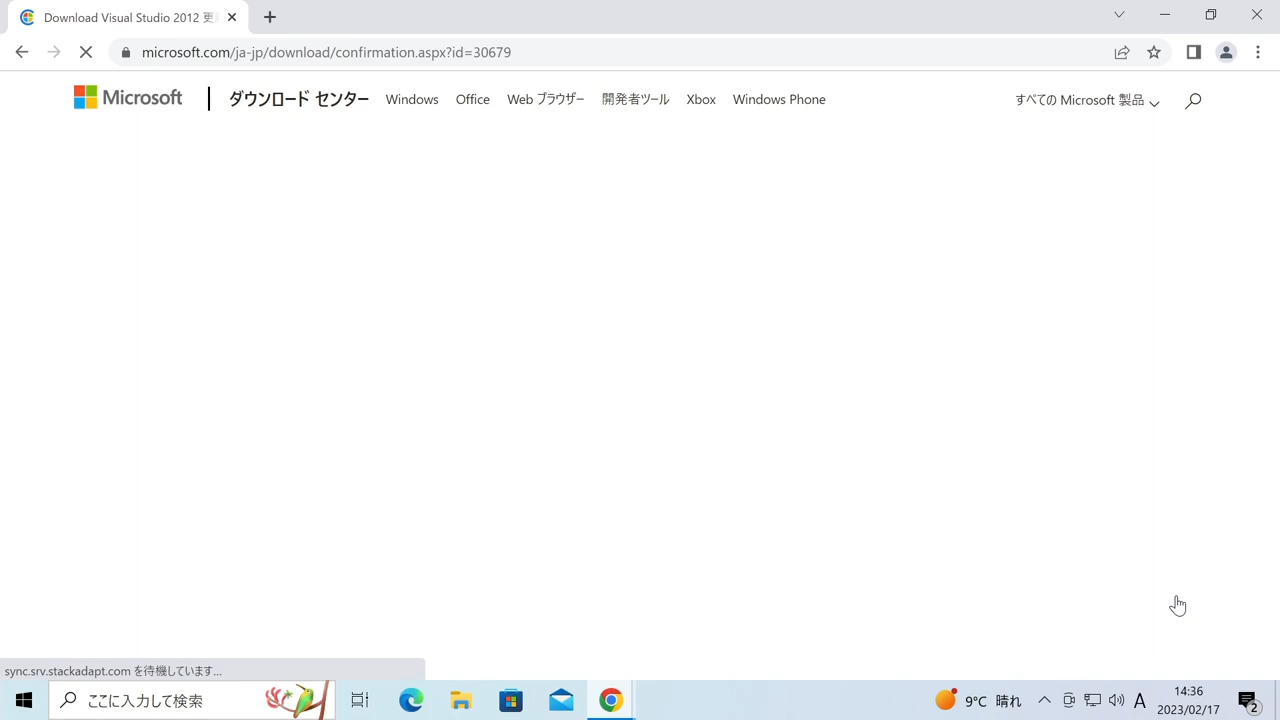 Download Visual Studio 2012 更
microsoft.com/ja-jp/download/confirmation.aspx?id=30679
Microsoft ダウンロード センター Windows Office Web ブラウザー 開発者ツール Xbox Windows Phone すべての Microsoft 製品
sync.srv.stackadapt.com を待機しています...
ここに入力して検索 9°C 晴れ A 14:36
2023/02/17 2